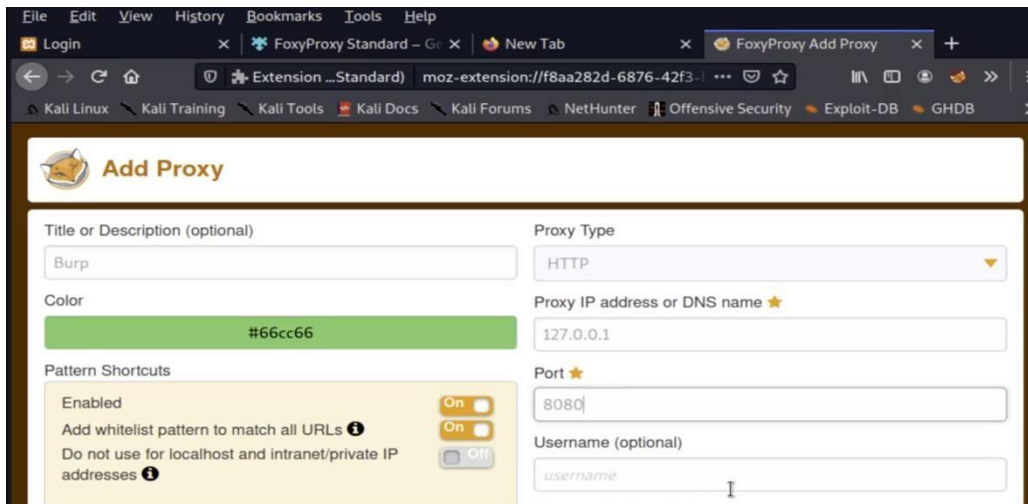 File Edit View History Bookmarks Tools Help
Login FoxyProxy Standard – Ge New Tab FoxyProxy Add Proxy
Extension ...Standard) moz-extension://f8aa282d-6876-42f3-
Kali Linux Kali Training Kali Tools Kali Docs Kali Forums NetHunter Offensive Security Exploit-DB GHDB
Add Proxy
Title or Description (optional)
Burp
Color
#66cc66
Pattern Shortcuts
Enabled On
Add whitelist pattern to match all URLs On
Do not use for localhost and intranet/private IP Off
addresses
Proxy Type
HTTP
Proxy IP address or DNS name
127.0.0.1
Port
8080
Username (optional)
username